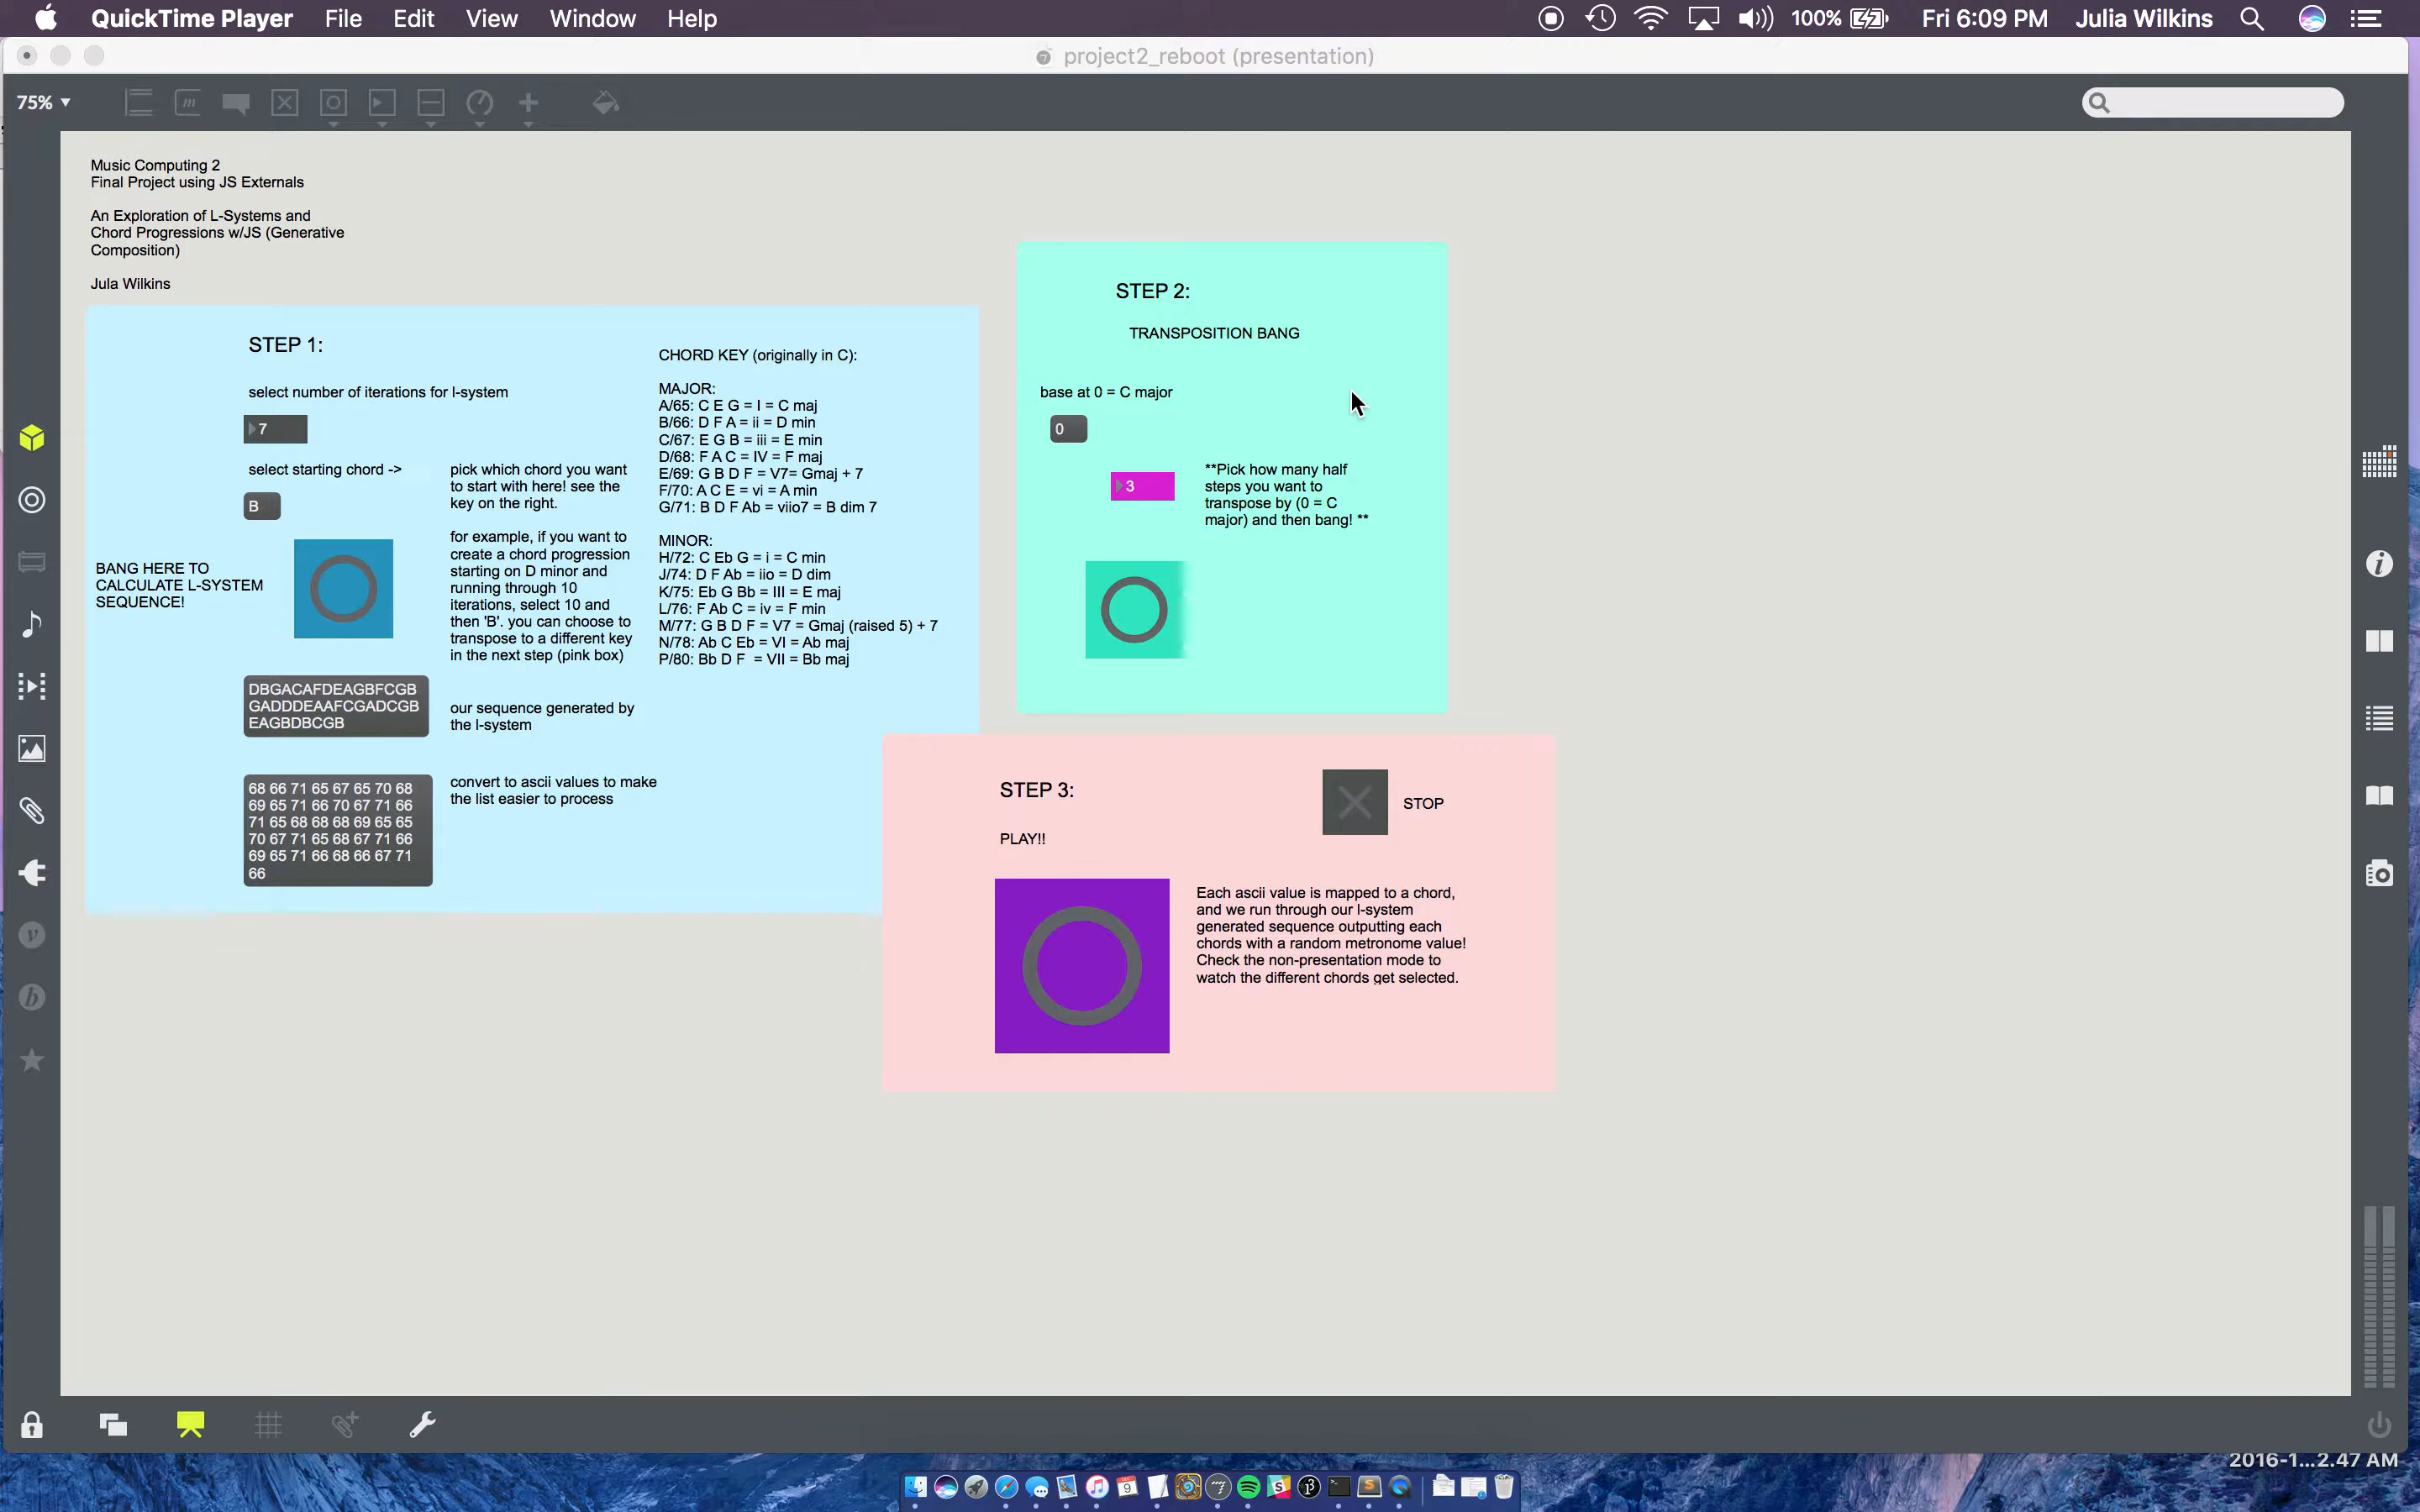 QuickTime Player File Edit View Window Help 100% Fri 6:09 PM Julia Wilkins
project2_reboot (presentation)
75%
Music Computing 2
Final Project using JS Externals
An Exploration of L-Systems and
Chord Progressions w/JS (Generative
Composition)
Jula Wilkins
STEP 1:
select number of iterations for l-system
7
select starting chord ->
B
pick which chord you want
to start with here! see the
key on the right.
for example, if you want to
create a chord progression
starting on D minor and
running through 10
iterations, select 10 and
then 'B'. you can choose to
transpose to a different key
in the next step (pink box)
BANG HERE TO
CALCULATE L-SYSTEM
SEQUENCE!
DBGACAFDEAGBFCGB
GADDDEAAFCGADCGB
EAGBDBCGB
our sequence generated by
the l-system
68 66 71 65 67 65 70 68
69 65 71 66 70 67 71 66
71 65 68 68 68 69 65 65
70 67 71 65 68 67 71 66
69 65 71 66 68 66 67 71
66
convert to ascii values to make
the list easier to process
CHORD KEY (originally in C):
MAJOR:
A/65: C E G = I = C maj
B/66: D F A = ii = D min
C/67: E G B = iii = E min
D/68: F A C = IV = F maj
E/69: G B D F = V7= Gmaj + 7
F/70: A C E = vi = A min
G/71: B D F Ab = viio7 = B dim 7
MINOR:
H/72: C Eb G = i = C min
J/74: D F Ab = iio = D dim
K/75: Eb G Bb = III = E maj
L/76: F Ab C = iv = F min
M/77: G B D F = V7 = Gmaj (raised 5) + 7
N/78: Ab C Eb = VI = Ab maj
P/80: Bb D F = VII = Bb maj
STEP 2:
TRANSPOSITION BANG
base at 0 = C major
0
3
**Pick how many half
steps you want to
transpose by (0 = C
major) and then bang! **
STEP 3:
PLAY!!
STOP
Each ascii value is mapped to a chord,
and we run through our l-system
generated sequence outputting each
chords with a random metronome value!
Check the non-presentation mode to
watch the different chords get selected.
2016-1...2.47 AM
9